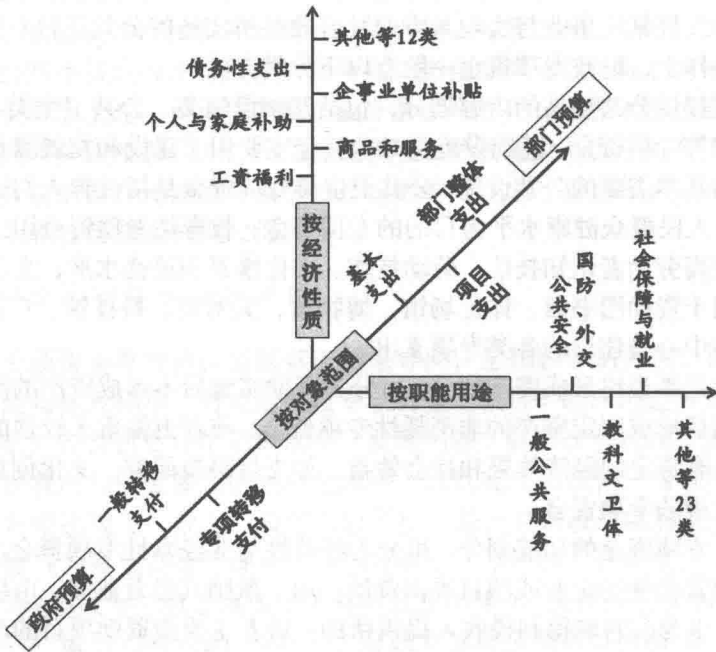 其他等12类
债务性支出
企事业单位补贴
个人与家庭补助
商品和服务
工资福利
按经济性质
部门预算
部门整体
支出
基本
支出
项目
支出
按对象范围
按职能用途
公共安全
国防、外交
社会保障与就业
一般公共服务
教科文卫体
其他等23类
一般转移
支付
专项转移
支付
政府预算